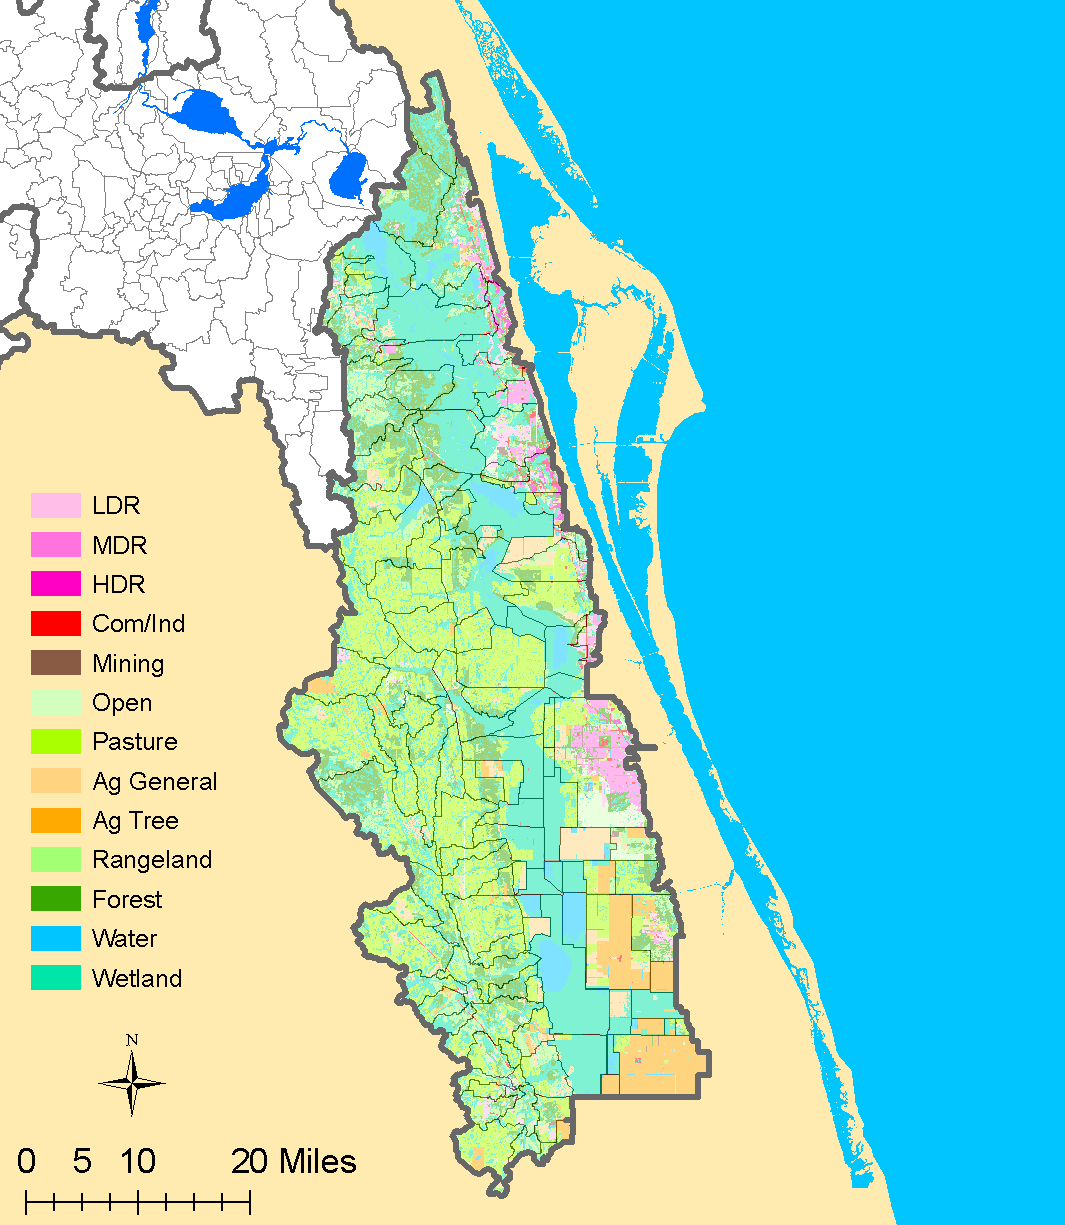 LDR
MDR
HDR
Com/Ind
Mining
Open
Pasture
Ag General
Ag Tree
Rangeland
Forest
Water
Wetland
N
0 5 10 20 Miles